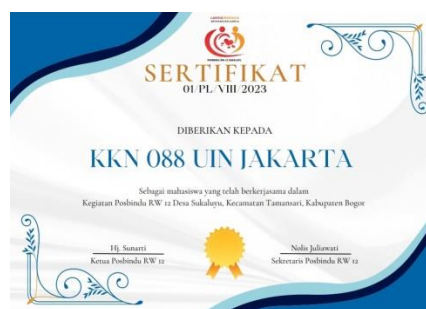 SERTIFIKAT
01/PL/VIII/2023
DIBERIKAN KEPADA
KKN 088 UIN JAKARTA
Sebagai mahasiswa yang telah berkerjasama dalam
Kegiatan Posbindu RW 12 Desa Sukaluyu, Kecamatan Tamansari, Kabupaten Bogor
Hj. Sunarti
Ketua Posbindu RW 12
Nolis Juliawati
Sekretaris Posbindu RW 12